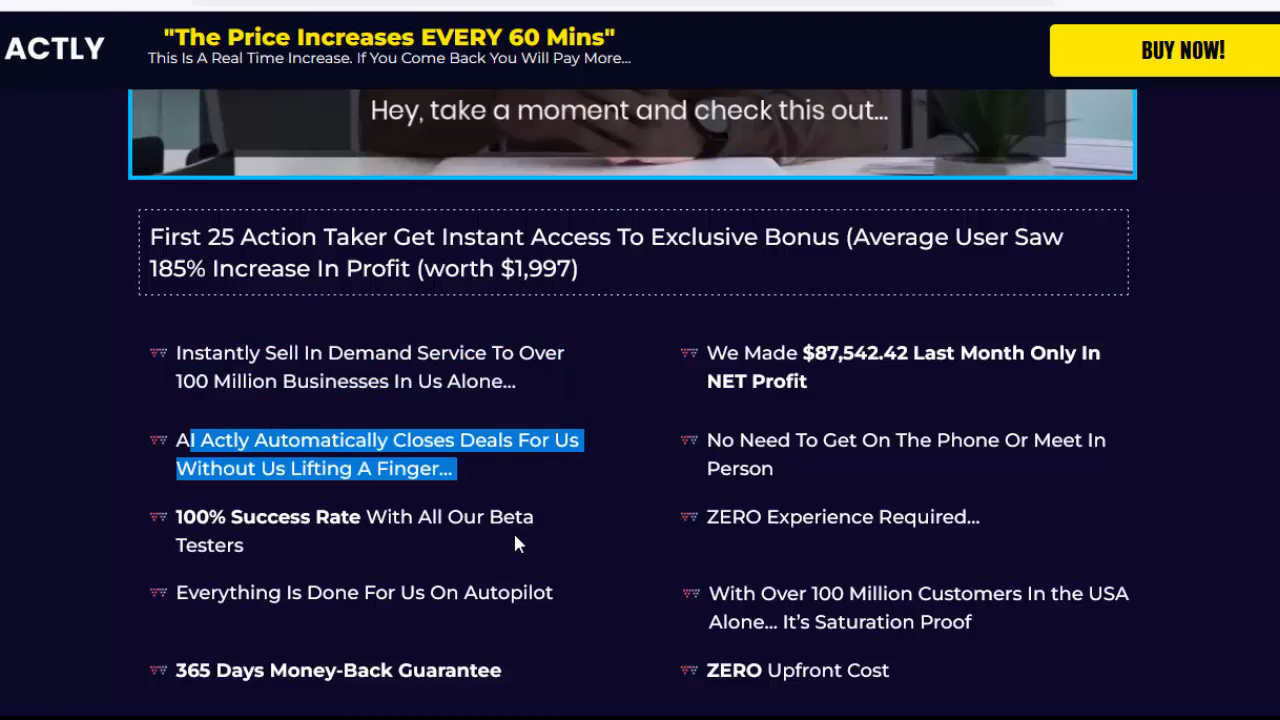 ACTLY
"The Price Increases EVERY 60 Mins"
This Is A Real Time Increase. If You Come Back You Will Pay More...
BUY NOW!
Hey, take a moment and check this out...
First 25 Action Taker Get Instant Access To Exclusive Bonus (Average User Saw
185% Increase In Profit (worth $1,997)
Instantly Sell In Demand Service To Over
100 Million Businesses In Us Alone...
We Made $87,542.42 Last Month Only In
NET Profit
AI Actly Automatically Closes Deals For Us
Without Us Lifting A Finger...
No Need To Get On The Phone Or Meet In
Person
100% Success Rate With All Our Beta
Testers
ZERO Experience Required...
Everything Is Done For Us On Autopilot
With Over 100 Million Customers In the USA
Alone... It’s Saturation Proof
365 Days Money-Back Guarantee
ZERO Upfront Cost